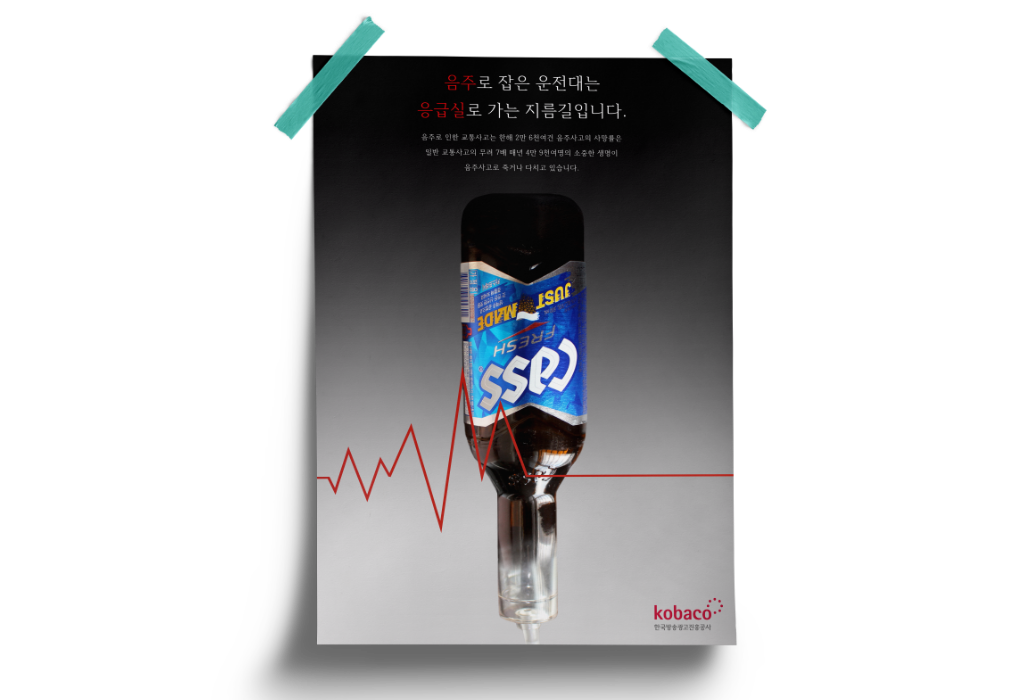 음주로 잡은 운전대는
응급실로 가는 지름길입니다.
음주로 인한 교통사고는 한해 2만 6천여건 음주사고의 사망률은
일반 교통사고의 무려 7배 매년 4만 9천여명의 소중한 생명이
음주사고로 죽거나 다치고 있습니다.
JUST MADE
FRESH
cass
kobaco
한국방송광고진흥공사